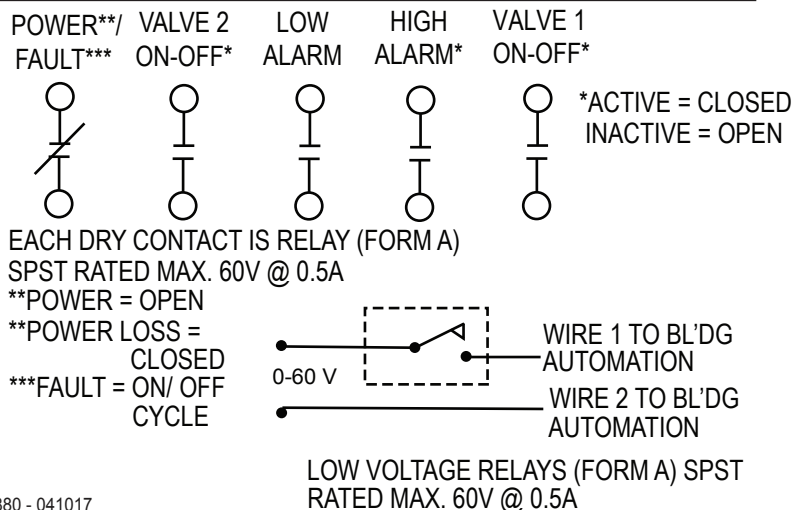 POWER**/
FAULT***
VALVE 2
ON-OFF*
LOW
ALARM
HIGH
ALARM*
VALVE 1
ON-OFF*
*ACTIVE = CLOSED
INACTIVE = OPEN
EACH DRY CONTACT IS RELAY (FORM A)
SPST RATED MAX. 60V @ 0.5A
**POWER = OPEN
**POWER LOSS =
CLOSED
***FAULT = ON/ OFF
CYCLE
0-60 V
WIRE 1 TO BL'DG
AUTOMATION
WIRE 2 TO BL'DG
AUTOMATION
LOW VOLTAGE RELAYS (FORM A) SPST
RATED MAX. 60V @ 0.5A
380 - 041017